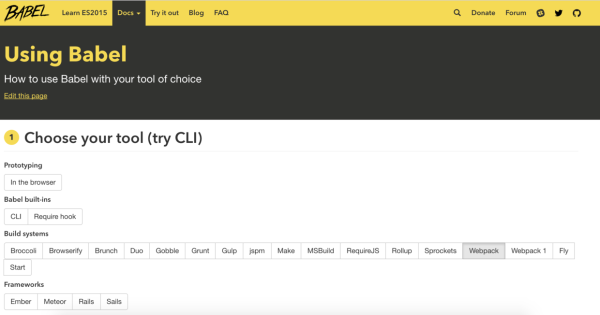 BABEL Learn ES2015 Docs Try it out Blog FAQ Donate Forum
Using Babel
How to use Babel with your tool of choice
Edit this page
1 Choose your tool (try CLI)
Prototyping
In the browser
Babel built-ins
CLI Require hook
Build systems
Broccoli Browserify Brunch Duo Gobble Grunt Gulp jspm Make MSBuild RequireJS Rollup Sprockets Webpack Webpack 1 Fly
Start
Frameworks
Ember Meteor Rails Sails